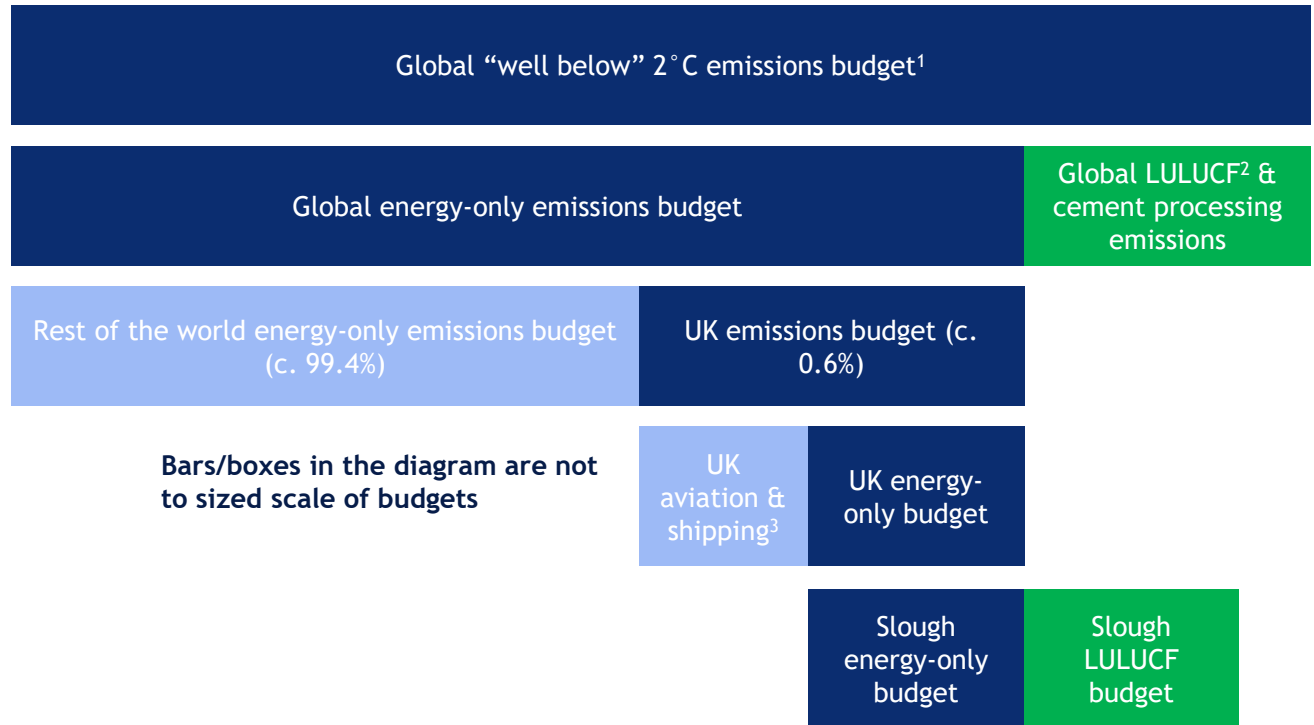 Global “well below” 2°C emissions budget¹
Global energy-only emissions budget
Global LULUCF² &
cement processing
emissions
Rest of the world energy-only emissions budget
(c. 99.4%)
UK emissions budget (c.
0.6%)
Bars/boxes in the diagram are not
to sized scale of budgets
UK
aviation &
shipping³
UK energy-
only budget
Slough
energy-only
budget
Slough
LULUCF
budget